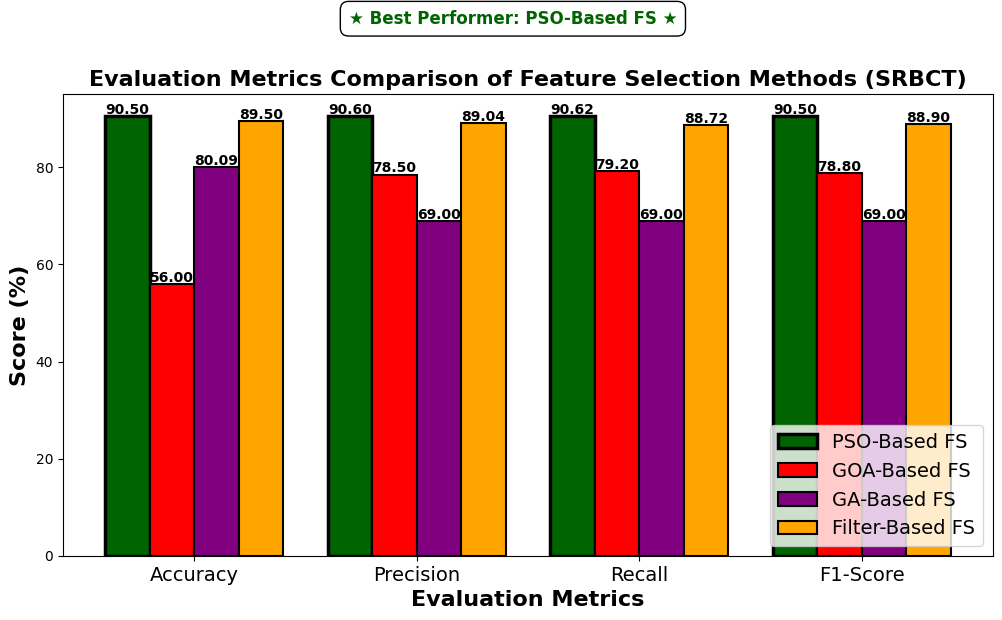 ★ Best Performer: PSO-Based FS ★
Evaluation Metrics Comparison of Feature Selection Methods (SRBCT)
90.50 56.00 80.09 89.50 90.60 78.50 69.00 89.04 90.62 79.20 69.00 88.72 90.50 78.80 69.00 88.90
80
60
40
20
0
Score (%)
PSO-Based FS
GOA-Based FS
GA-Based FS
Filter-Based FS
Accuracy Precision Recall F1-Score
Evaluation Metrics